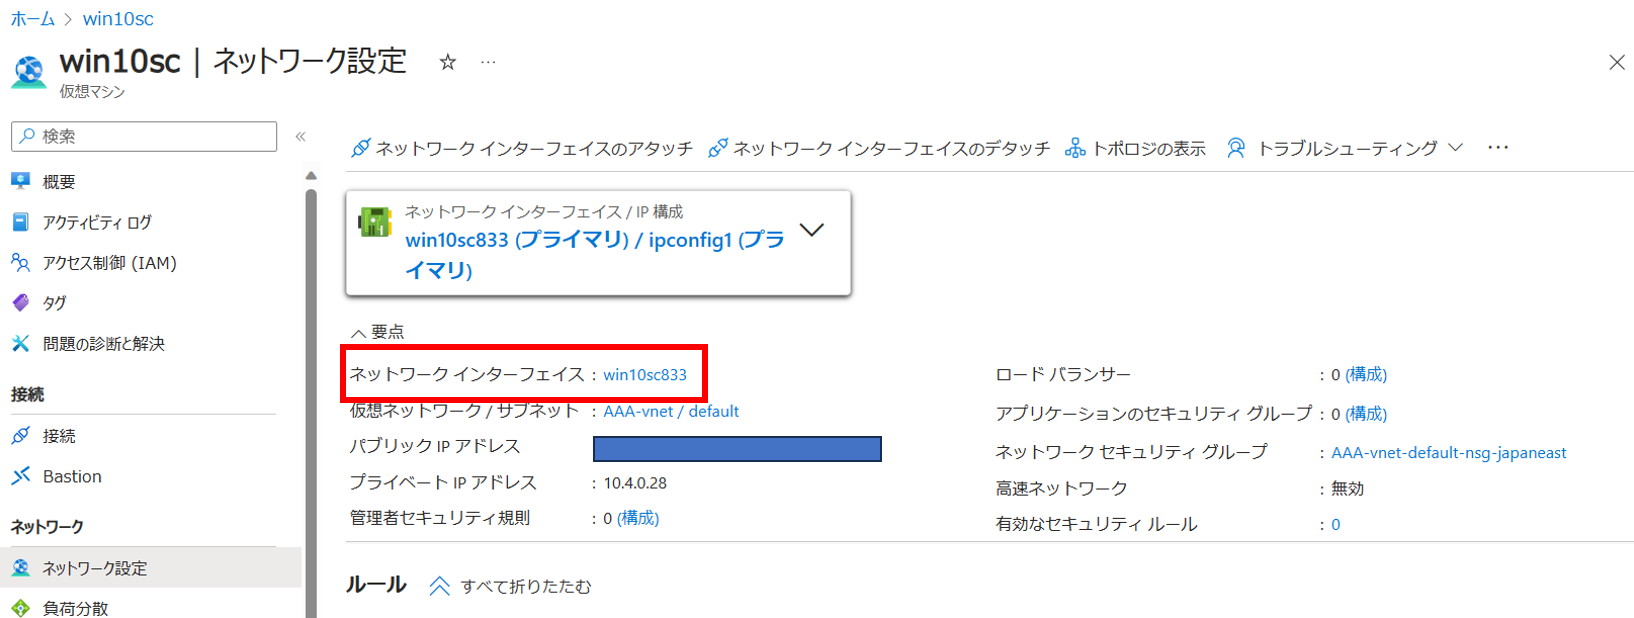 ホーム > win10sc
win10sc | ネットワーク設定 ☆ …
仮想マシン
検索
«
概要
アクティビティ ログ
アクセス制御 (IAM)
タグ
問題の診断と解決
接続
接続
Bastion
ネットワーク
ネットワーク設定
負荷分散
ネットワーク インターフェイスのアタッチ ネットワーク インターフェイスのデタッチ トポロジの表示 トラブルシューティング …
ネットワーク インターフェイス / IP 構成
win10sc833 (プライマリ) / ipconfig1 (プラ
イマリ)
要点
ネットワーク インターフェイス : win10sc833
仮想ネットワーク / サブネット : AAA-vnet / default
パブリック IP アドレス
プライベート IP アドレス : 10.4.0.28
管理者セキュリティ規則 : 0 (構成)
ロード バランサー : 0 (構成)
アプリケーションのセキュリティ グループ : 0 (構成)
ネットワーク セキュリティ グループ : AAA-vnet-default-nsg-japaneast
高速ネットワーク : 無効
有効なセキュリティ ルール : 0
ルール すべて折りたたむ